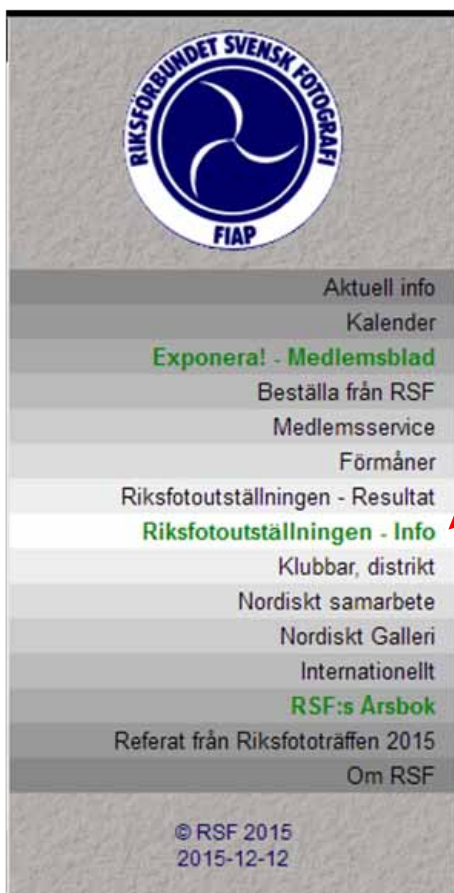 RIKSFÖRBUNDET SVENSK FOTOGRAFI
FIAP
Aktuell info
Kalender
Exponera! - Medlemsblad
Beställa från RSF
Medlemsservice
Förmåner
Riksfotoutställningen - Resultat
Riksfotoutställningen - Info
Klubbar, distrikt
Nordiskt samarbete
Nordiskt Galleri
Internationellt
RSF:s Årsbok
Referat från Riksfototräffen 2015
Om RSF
© RSF 2015
2015-12-12